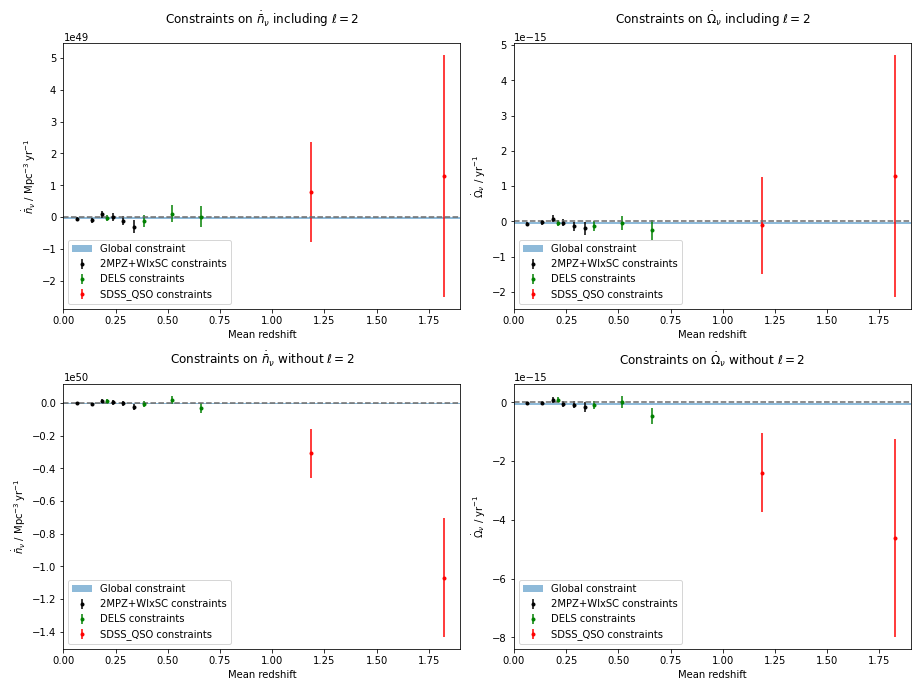 Constraints on $\dot{\bar{n}}_\nu$ including ℓ = 2
1e49
5
4
3
2
1
0
−1
−2
$\dot{\bar{n}}_\nu$ / Mpc⁻³ yr⁻¹
Global constraint
2MPZ+WIxSC constraints
DELS constraints
SDSS_QSO constraints
0.00 0.25 0.50 0.75 1.00 1.25 1.50 1.75
Mean redshift
Constraints on $\dot{\Omega}_\nu$ including ℓ = 2
1e−15
5
4
3
2
1
0
−1
−2
$\dot{\Omega}_\nu$ / yr⁻¹
Global constraint
2MPZ+WIxSC constraints
DELS constraints
SDSS_QSO constraints
0.00 0.25 0.50 0.75 1.00 1.25 1.50 1.75
Mean redshift
Constraints on $\dot{\bar{n}}_\nu$ without ℓ = 2
1e50
0.0
−0.2
−0.4
−0.6
−0.8
−1.0
−1.2
−1.4
$\dot{\bar{n}}_\nu$ / Mpc⁻³ yr⁻¹
Global constraint
2MPZ+WIxSC constraints
DELS constraints
SDSS_QSO constraints
0.00 0.25 0.50 0.75 1.00 1.25 1.50 1.75
Mean redshift
Constraints on $\dot{\Omega}_\nu$ without ℓ = 2
1e−15
0
−2
−4
−6
−8
$\dot{\Omega}_\nu$ / yr⁻¹
Global constraint
2MPZ+WIxSC constraints
DELS constraints
SDSS_QSO constraints
0.00 0.25 0.50 0.75 1.00 1.25 1.50 1.75
Mean redshift